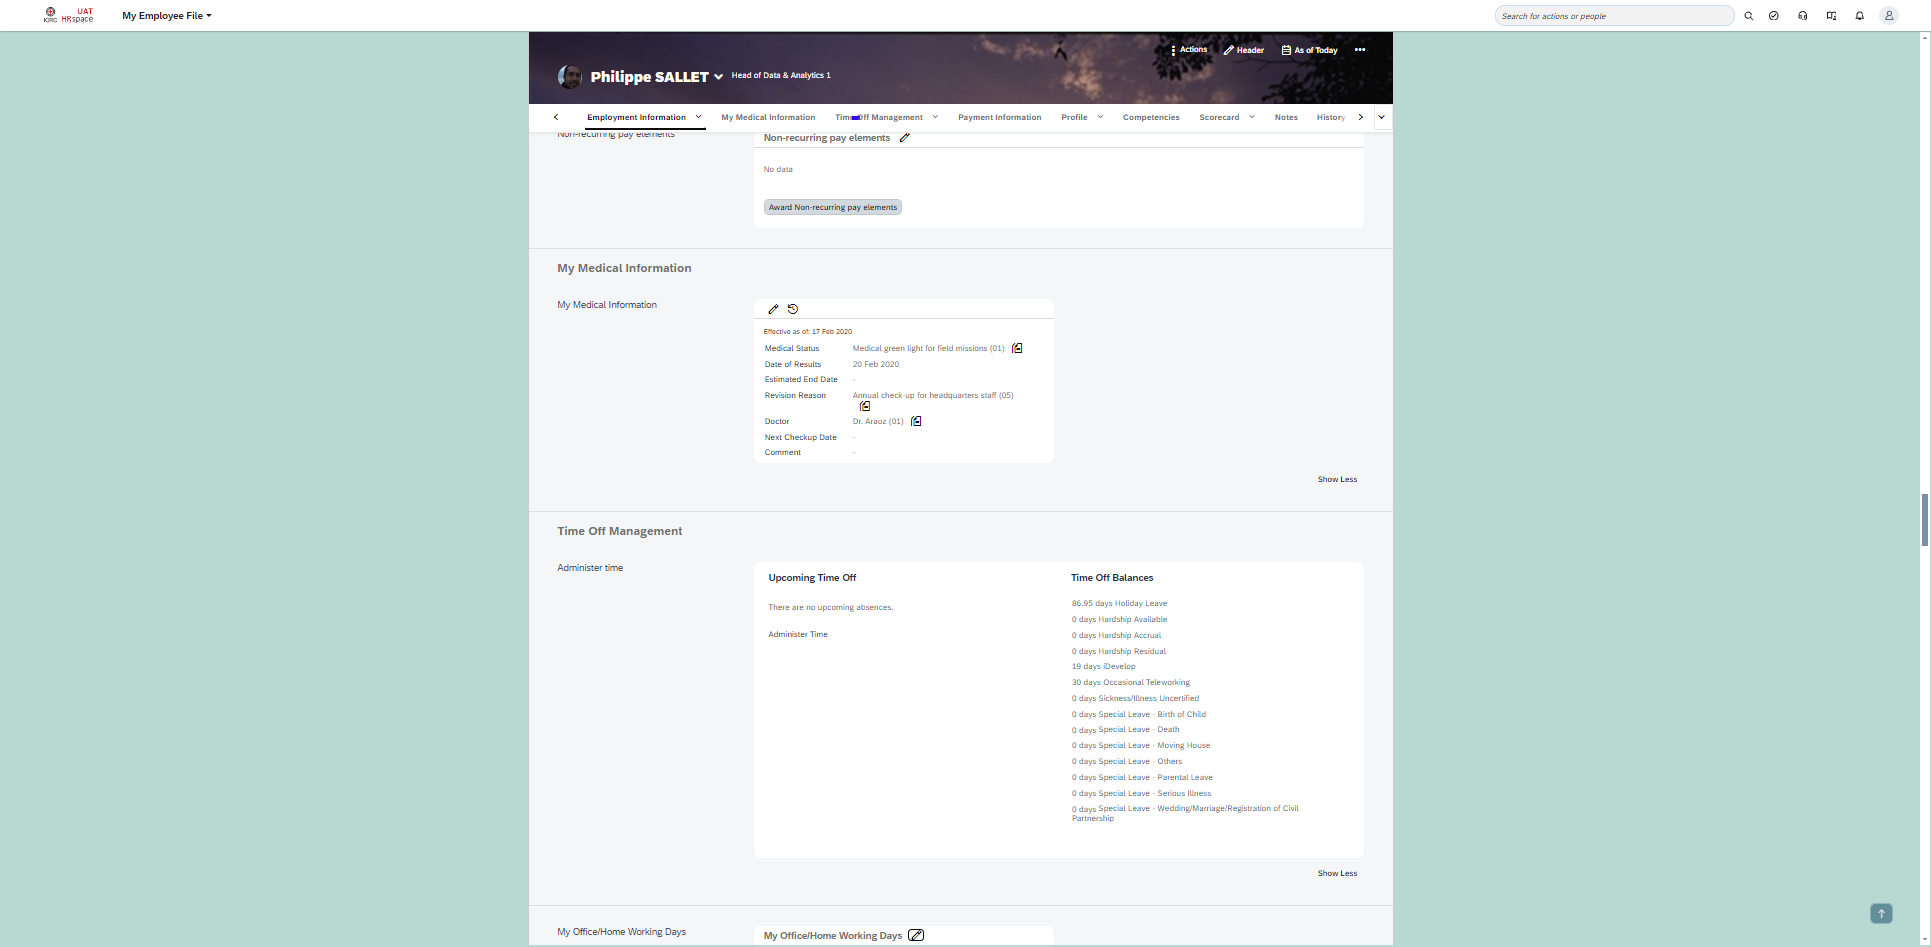 ICRC UAT HRspace
My Employee File
Search for actions or people
Actions Header As of Today
Philippe SALLET Head of Data & Analytics 1
Employment Information My Medical Information Time Off Management Payment Information Profile Competencies Scorecard Notes History
Non-recurring pay elements
Non-recurring pay elements
No data
Award Non-recurring pay elements
My Medical Information
My Medical Information
Effective as of: 17 Feb 2020
Medical Status Medical green light for field missions (01)
Date of Results 20 Feb 2020
Estimated End Date -
Revision Reason Annual check-up for headquarters staff (05)
Doctor Dr. Araoz (01)
Next Checkup Date -
Comment -
Show Less
Time Off Management
Administer time
Upcoming Time Off
There are no upcoming absences.
Administer Time
Time Off Balances
86.95 days Holiday Leave
0 days Hardship Available
0 days Hardship Accrual
0 days Hardship Residual
19 days iDevelop
30 days Occasional Teleworking
0 days Sickness/Illness Uncertified
0 days Special Leave - Birth of Child
0 days Special Leave - Death
0 days Special Leave - Moving House
0 days Special Leave - Others
0 days Special Leave - Parental Leave
0 days Special Leave - Serious Illness
0 days Special Leave - Wedding/Marriage/Registration of Civil
Partnership
Show Less
My Office/Home Working Days
My Office/Home Working Days